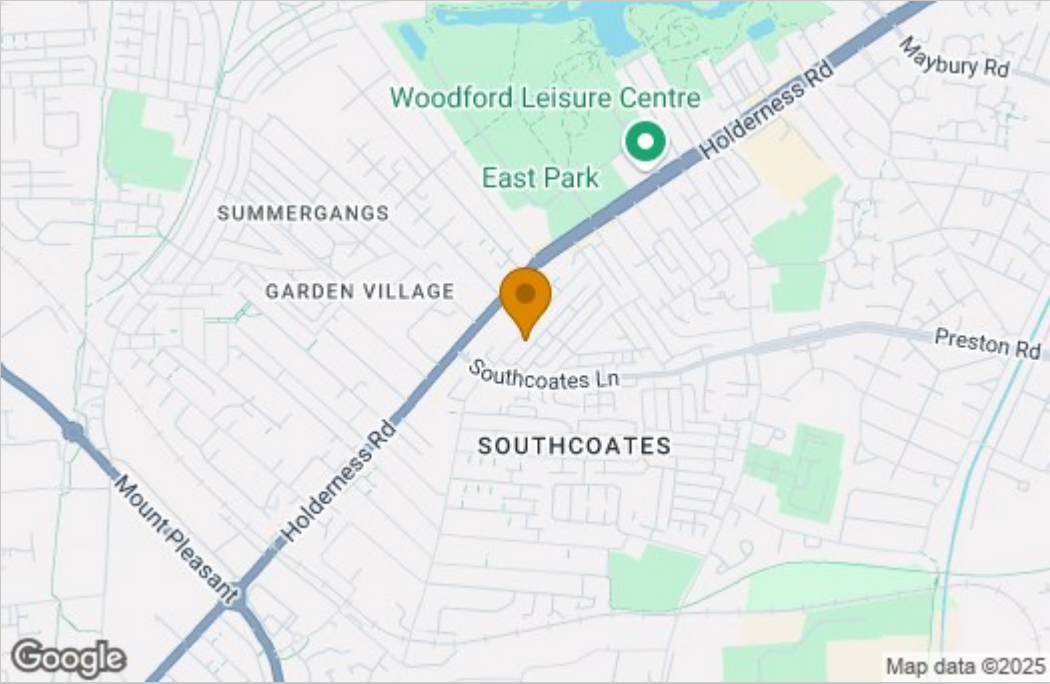 Maybury Rd
Woodford Leisure Centre
Holderness Rd
East Park
SUMMERGANGS
GARDEN VILLAGE
Preston Rd
Southcoates Ln
SOUTHCOATES
Holderness Rd
Mount Pleasant
Google
Map data ©2025